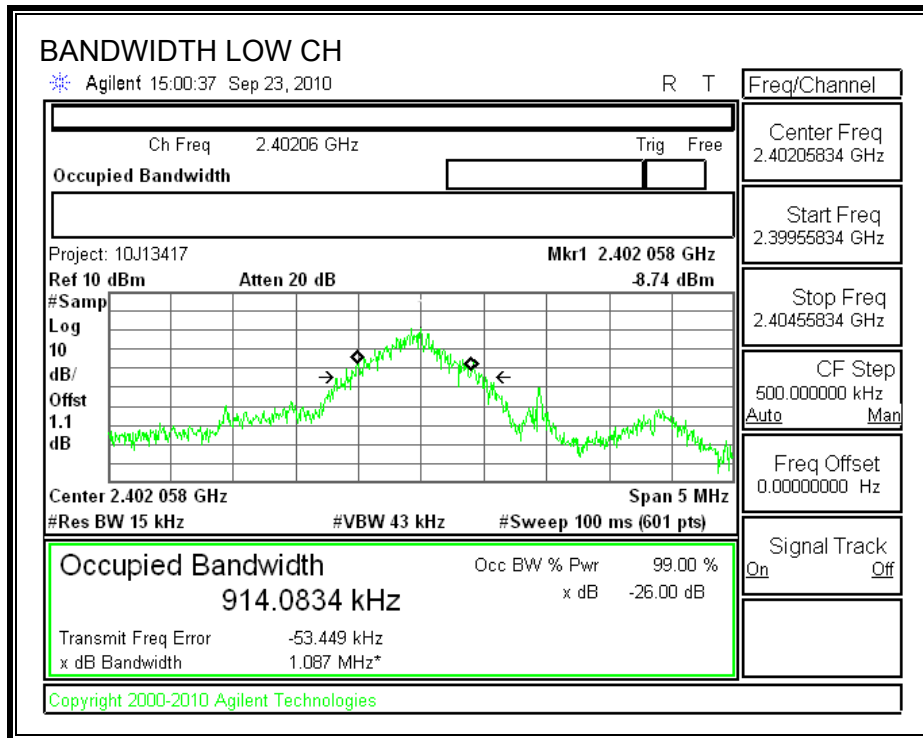 BANDWIDTH LOW CH
Agilent 15:00:37 Sep 23, 2010 R T
Ch Freq 2.40206 GHz Trig Free
Occupied Bandwidth
Project: 10J13417 Mkr1 2.402 058 GHz
Ref 10 dBm Atten 20 dB -8.74 dBm
#Samp
Log
10
dB/
Offst
1.1
dB
Center 2.402 058 GHz Span 5 MHz
#Res BW 15 kHz #VBW 43 kHz #Sweep 100 ms (601 pts)
Occupied Bandwidth Occ BW % Pwr 99.00 %
914.0834 kHz x dB -26.00 dB
Transmit Freq Error -53.449 kHz
x dB Bandwidth 1.087 MHz*
Copyright 2000-2010 Agilent Technologies
Freq/Channel
Center Freq
2.40205834 GHz
Start Freq
2.39955834 GHz
Stop Freq
2.40455834 GHz
CF Step
500.000000 kHz
Auto Man
Freq Offset
0.00000000 Hz
Signal Track
On Off